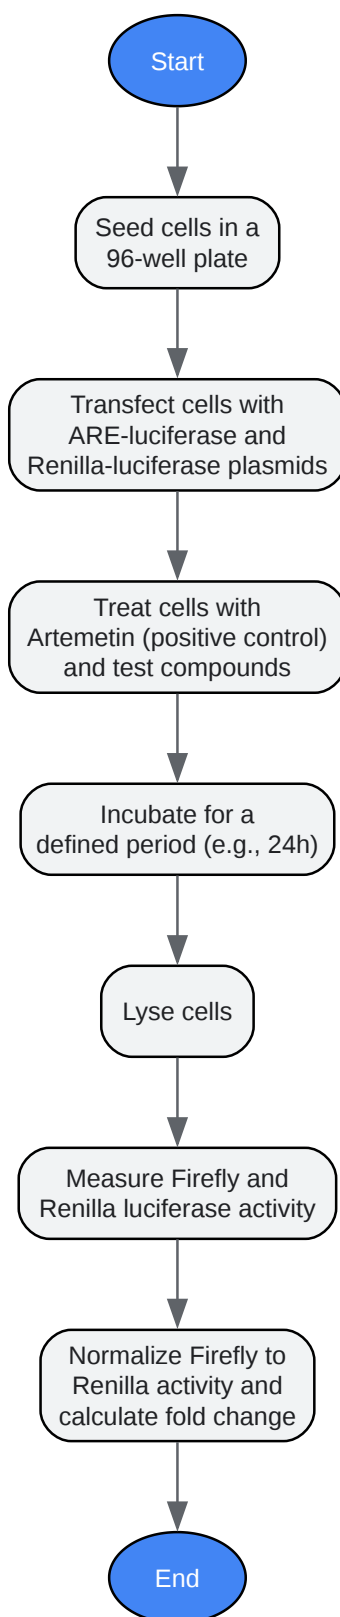 Start
Seed cells in a
96-well plate
Transfect cells with
ARE-luciferase and
Renilla-luciferase plasmids
Treat cells with
Artemetin (positive control)
and test compounds
Incubate for a
defined period (e.g., 24h)
Lyse cells
Measure Firefly and
Renilla luciferase activity
Normalize Firefly to
Renilla activity and
calculate fold change
End